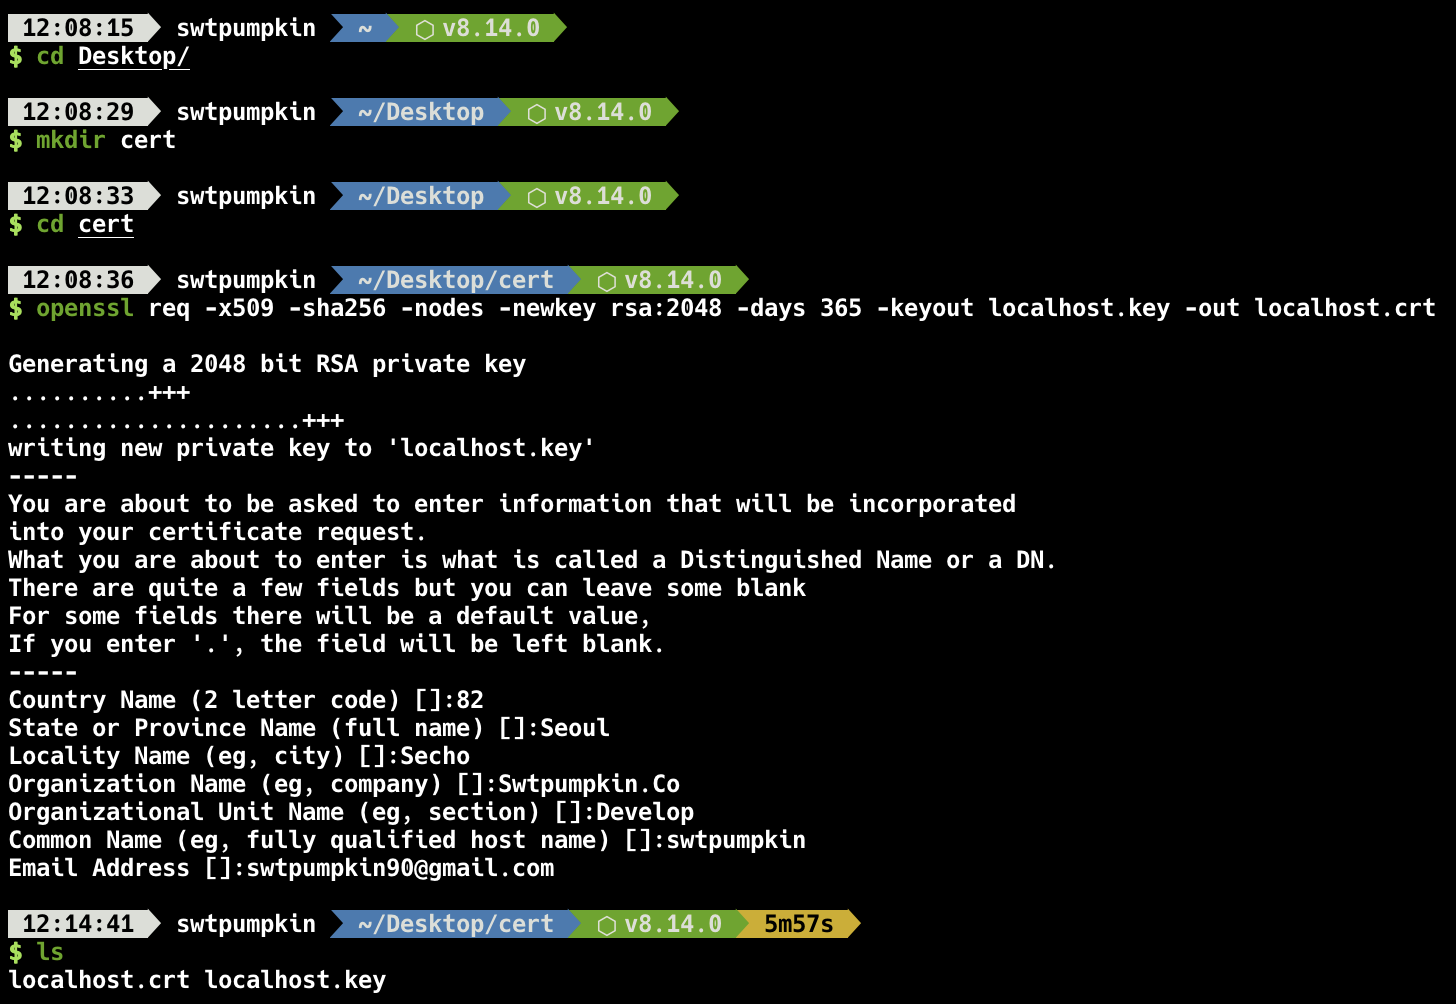 12:08:15 swtpumpkin ~ ⬡ v8.14.0
$ cd Desktop/
12:08:29 swtpumpkin ~/Desktop ⬡ v8.14.0
$ mkdir cert
12:08:33 swtpumpkin ~/Desktop ⬡ v8.14.0
$ cd cert
12:08:36 swtpumpkin ~/Desktop/cert ⬡ v8.14.0
$ openssl req -x509 -sha256 -nodes -newkey rsa:2048 -days 365 -keyout localhost.key -out localhost.crt
Generating a 2048 bit RSA private key
..........+++
.....................+++
writing new private key to 'localhost.key'
-----
You are about to be asked to enter information that will be incorporated
into your certificate request.
What you are about to enter is what is called a Distinguished Name or a DN.
There are quite a few fields but you can leave some blank
For some fields there will be a default value,
If you enter '.', the field will be left blank.
-----
Country Name (2 letter code) []:82
State or Province Name (full name) []:Seoul
Locality Name (eg, city) []:Secho
Organization Name (eg, company) []:Swtpumpkin.Co
Organizational Unit Name (eg, section) []:Develop
Common Name (eg, fully qualified host name) []:swtpumpkin
Email Address []:swtpumpkin90@gmail.com
12:14:41 swtpumpkin ~/Desktop/cert ⬡ v8.14.0 5m57s
$ ls
localhost.crt localhost.key